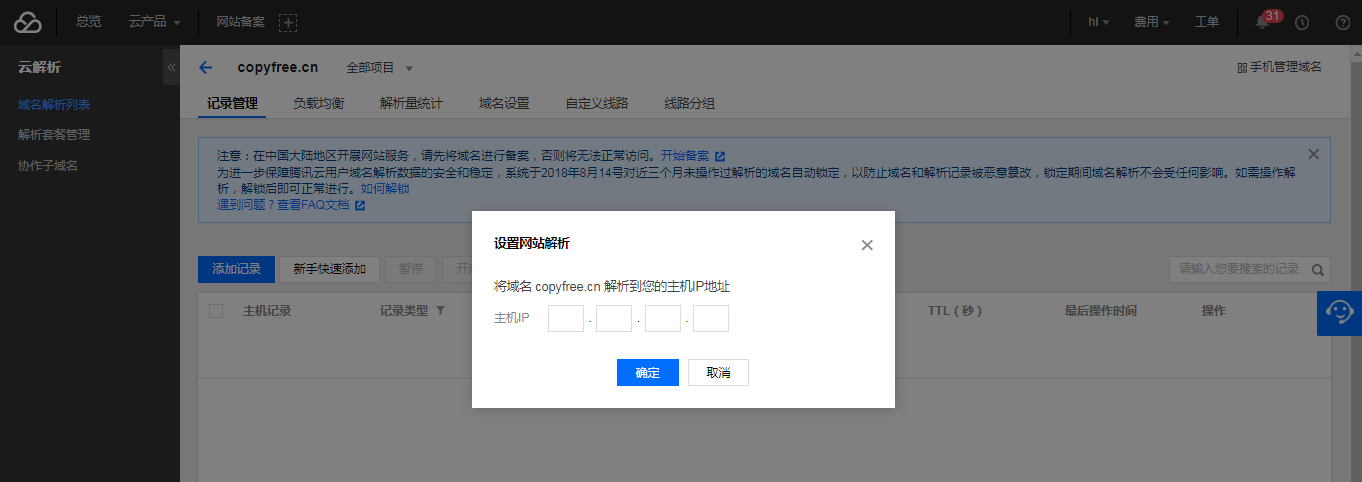 总览 云产品 网站备案 hl 费用 工单 31
云解析
域名解析列表
解析套餐管理
协作子域名
copyfree.cn 全部项目 手机管理域名
记录管理 负载均衡 解析量统计 域名设置 自定义线路 线路分组
注意：在中国大陆地区开展网站服务，请先将域名进行备案，否则将无法正常访问。开始备案
为进一步保障腾讯云用户域名解析数据的安全和稳定，系统于2018年8月14号对近三个月未操作过解析的域名自动锁定，以防止域名和解析记录被恶意篡改，锁定期间域名解析不会受任何影响。如需操作解
析，解锁后即可正常进行。如何解锁
遇到问题？查看FAQ文档
添加记录 新手快速添加 暂停 开 请输入您要搜索的记录
主机记录 记录类型 TTL（秒） 最后操作时间 操作
设置网站解析
将域名 copyfree.cn 解析到您的主机IP地址
主机IP . . .
确定 取消